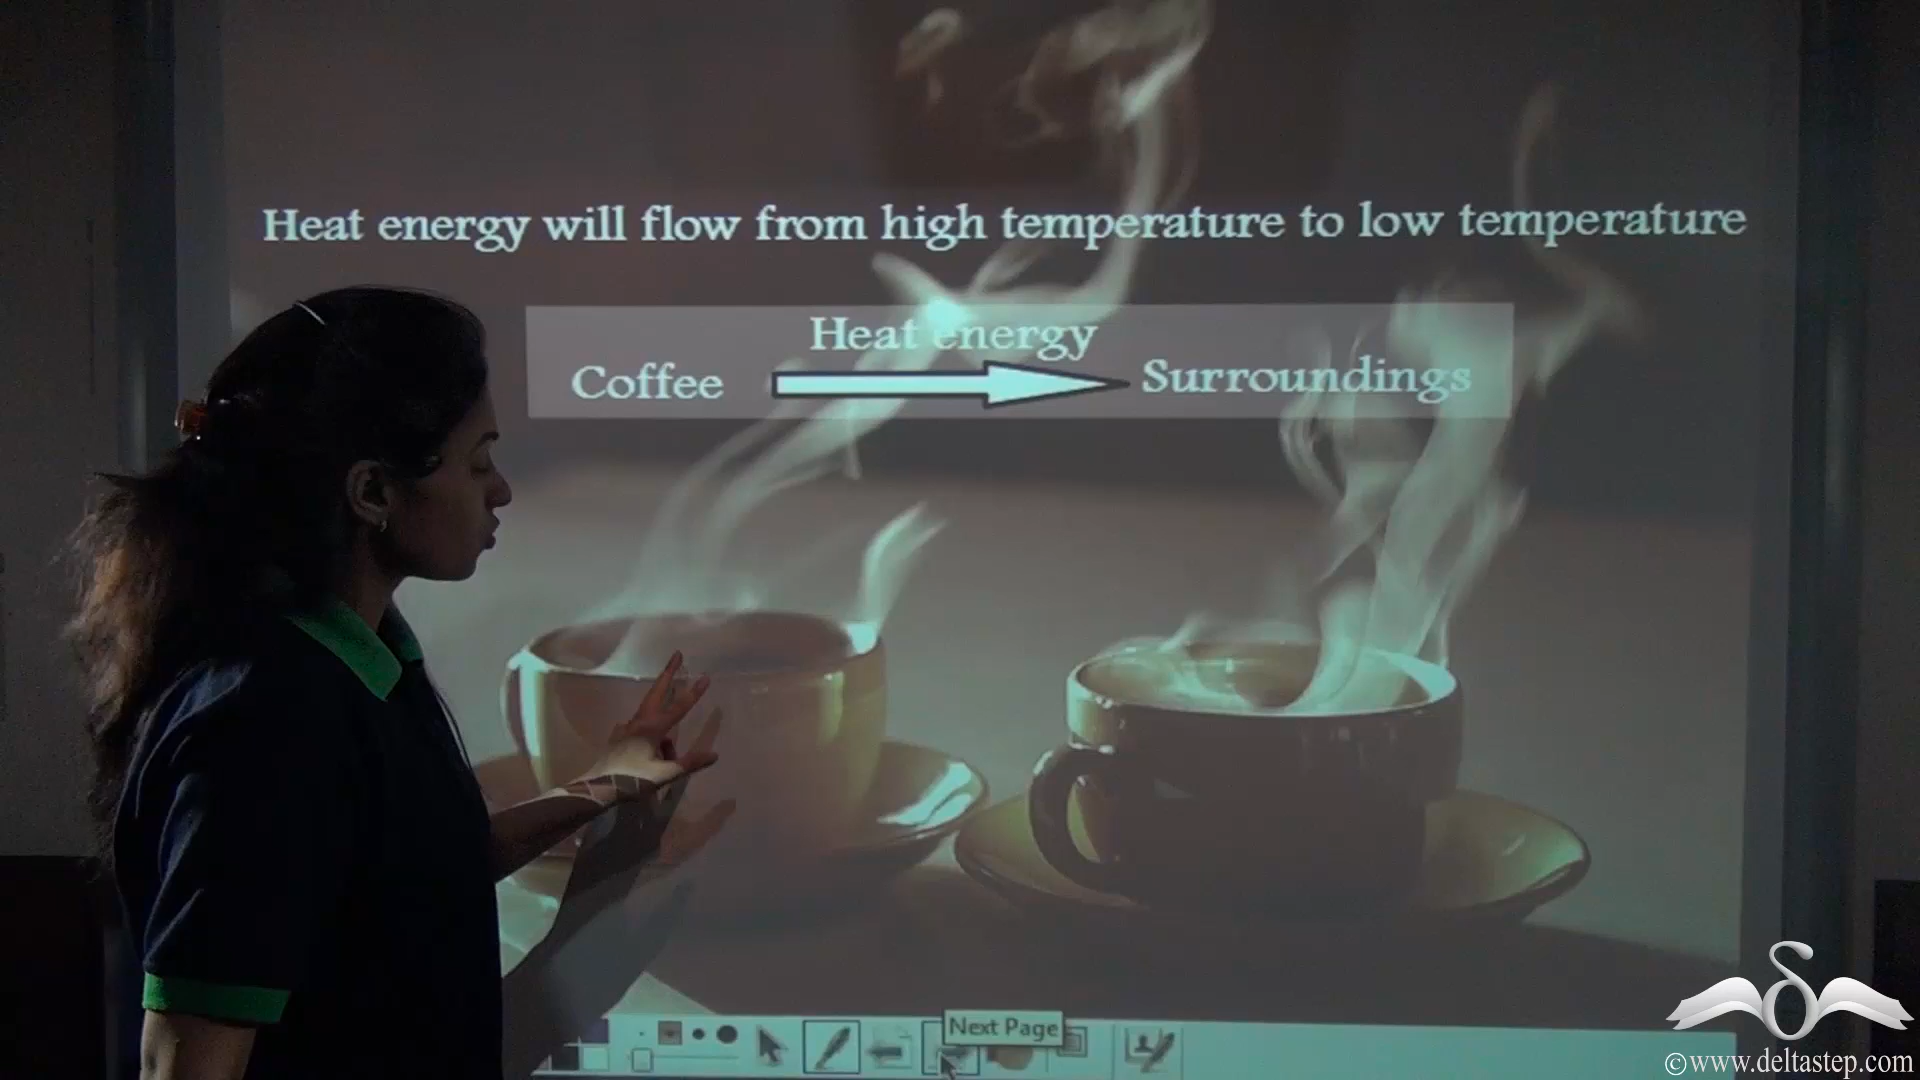 Heat energy will flow from high temperature to low temperature
Heat energy
Coffee
Surroundings
Next Page
©www.deltastep.com